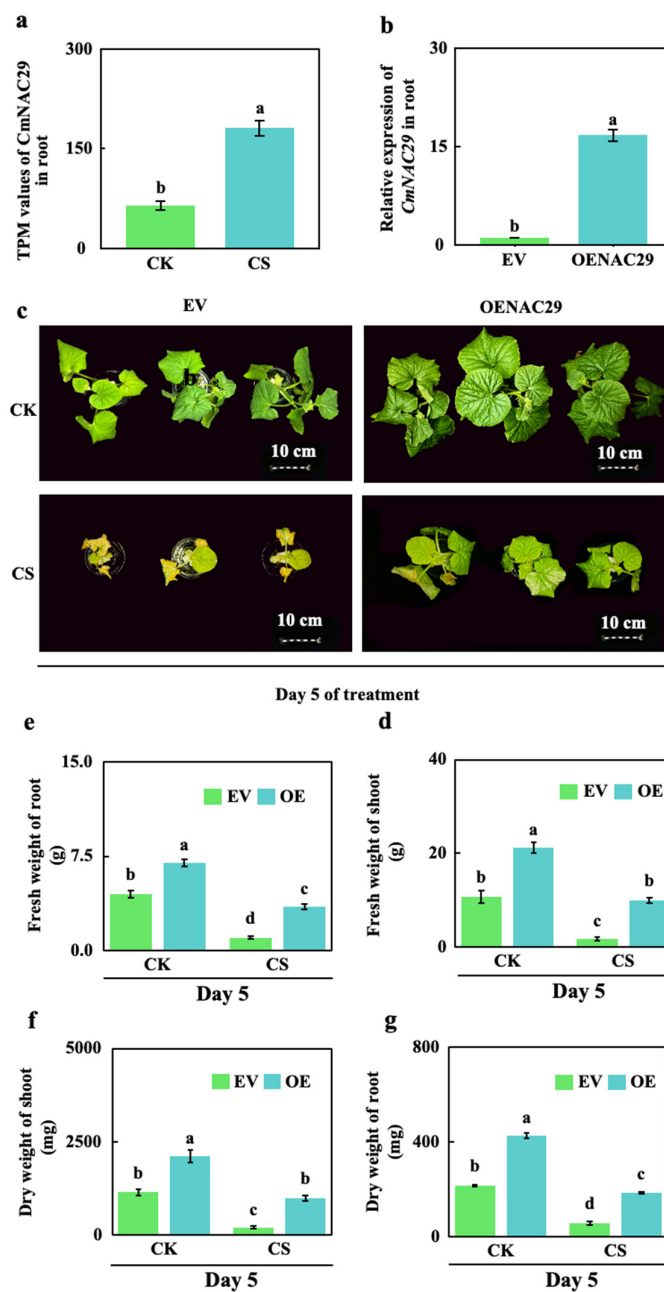 a
TPM values of CmNAC29
in root
300
150
0
b
a
CK
CS
b
Relative expression of
CmNAC29 in root
30
15
0
b
a
EV
OENAC29
c
EV
OENAC29
CK
10 cm
10 cm
CS
10 cm
10 cm
Day 5 of treatment
e
Fresh weight of root
(g)
15.0
7.5
0.0
EV
OE
b
a
d
c
CK
CS
Day 5
d
Fresh weight of shoot
(g)
40
20
0
EV
OE
b
a
c
b
CK
CS
Day 5
f
Dry weight of shoot
(mg)
5000
2500
0
EV
OE
b
a
c
b
CK
CS
Day 5
g
Dry weight of root
(mg)
800
400
0
EV
OE
b
a
d
c
CK
CS
Day 5